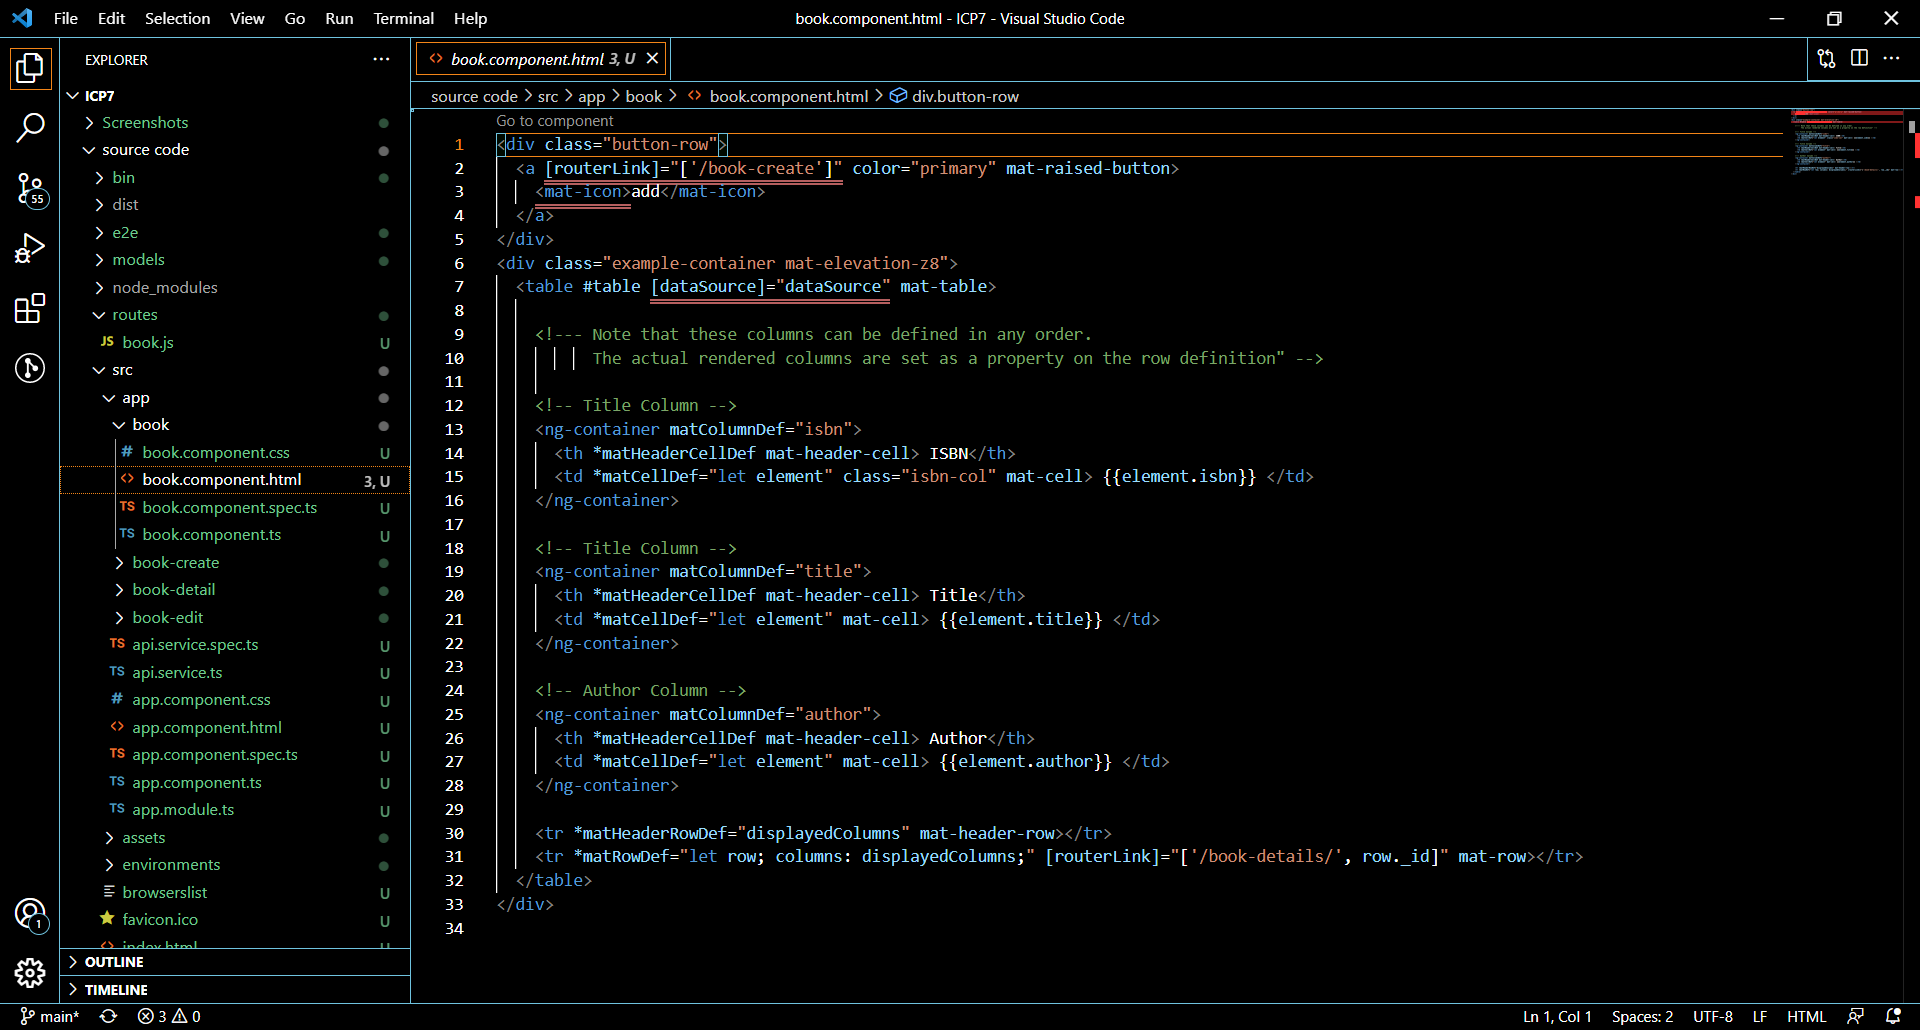 File Edit Selection View Go Run Terminal Help
book.component.html - ICP7 - Visual Studio Code
EXPLORER
ICP7
Screenshots
source code
bin
dist
e2e
models
node_modules
routes
JS book.js U
src
app
book
# book.component.css U
<> book.component.html 3, U
TS book.component.spec.ts U
TS book.component.ts U
book-create
book-detail
book-edit
TS api.service.spec.ts U
TS api.service.ts U
# app.component.css U
<> app.component.html U
TS app.component.spec.ts U
TS app.component.ts U
TS app.module.ts U
assets
environments
browserslist U
favicon.ico U
<> index.html U
OUTLINE
TIMELINE
55
1
<> book.component.html 3, U
source code > src > app > book > <> book.component.html > div.button-row
Go to component
1 <div class="button-row">
2 <a [routerLink]="['/book-create']" color="primary" mat-raised-button>
3 <mat-icon>add</mat-icon>
4 </a>
5 </div>
6 <div class="example-container mat-elevation-z8">
7 <table #table [dataSource]="dataSource" mat-table>
8
9 <!--- Note that these columns can be defined in any order.
10 The actual rendered columns are set as a property on the row definition" -->
11
12 <!-- Title Column -->
13 <ng-container matColumnDef="isbn">
14 <th *matHeaderCellDef mat-header-cell> ISBN</th>
15 <td *matCellDef="let element" class="isbn-col" mat-cell> {{element.isbn}} </td>
16 </ng-container>
17
18 <!-- Title Column -->
19 <ng-container matColumnDef="title">
20 <th *matHeaderCellDef mat-header-cell> Title</th>
21 <td *matCellDef="let element" mat-cell> {{element.title}} </td>
22 </ng-container>
23
24 <!-- Author Column -->
25 <ng-container matColumnDef="author">
26 <th *matHeaderCellDef mat-header-cell> Author</th>
27 <td *matCellDef="let element" mat-cell> {{element.author}} </td>
28 </ng-container>
29
30 <tr *matHeaderRowDef="displayedColumns" mat-header-row></tr>
31 <tr *matRowDef="let row; columns: displayedColumns;" [routerLink]="['/book-details/', row._id]" mat-row></tr>
32 </table>
33 </div>
34
main* 3 0
Ln 1, Col 1 Spaces: 2 UTF-8 LF HTML